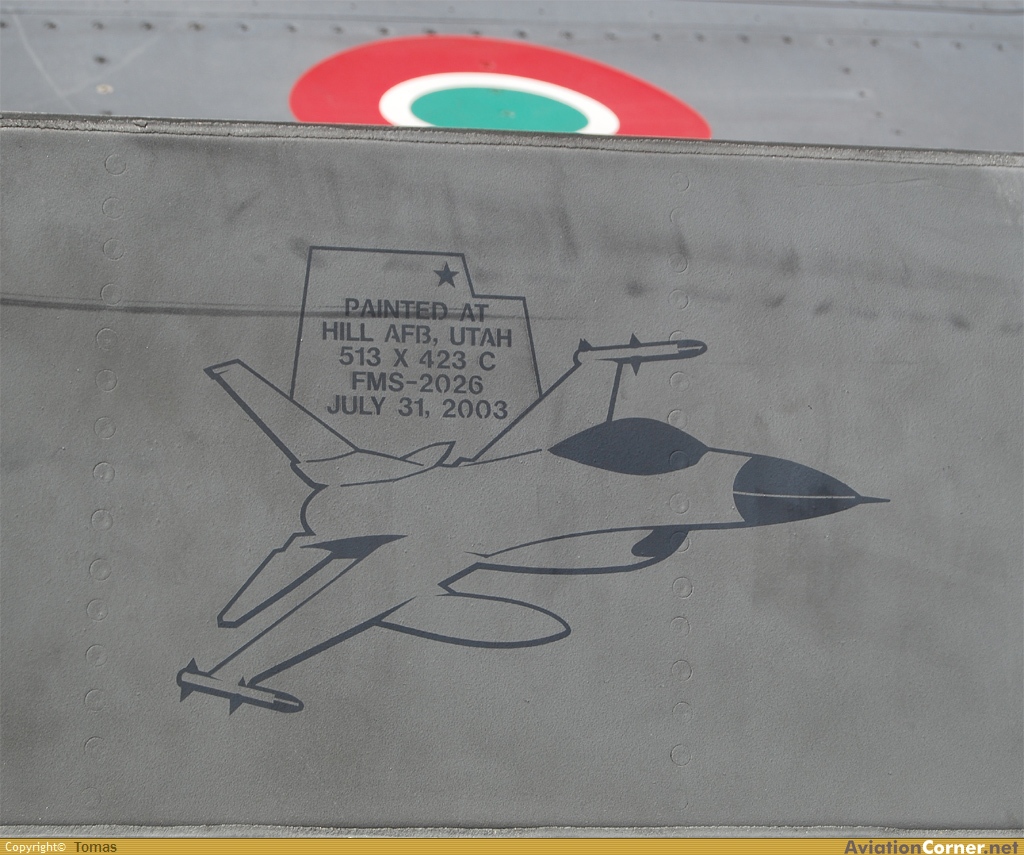 PAINTED AT
HILL AFB, UTAH
513 X 423 C
FMS-2026
JULY 31, 2003
Copyright© Tomas
AviationCorner.net